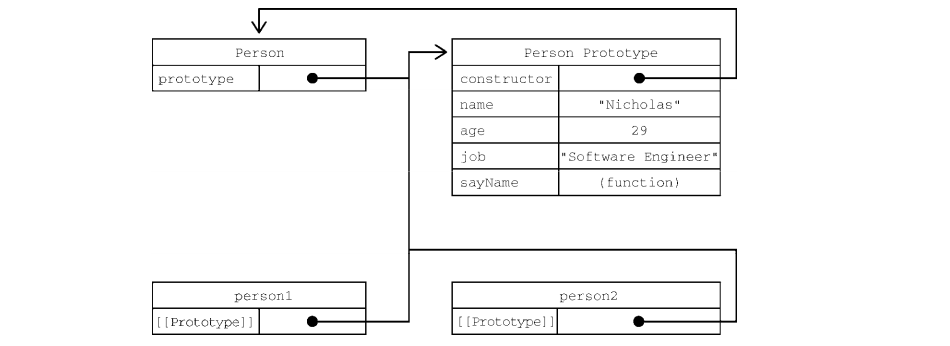 Person
prototype
Person Prototype
constructor
name "Nicholas"
age 29
job "Software Engineer"
sayName (function)
person1
[[Prototype]]
person2
[[Prototype]]